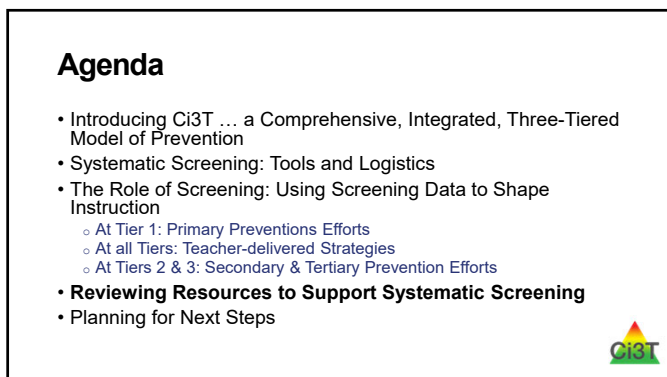 Agenda
• Introducing Ci3T … a Comprehensive, Integrated, Three-Tiered
Model of Prevention
• Systematic Screening: Tools and Logistics
• The Role of Screening: Using Screening Data to Shape
Instruction
o At Tier 1: Primary Preventions Efforts
o At all Tiers: Teacher-delivered Strategies
o At Tiers 2 & 3: Secondary & Tertiary Prevention Efforts
• Reviewing Resources to Support Systematic Screening
• Planning for Next Steps
Ci3T